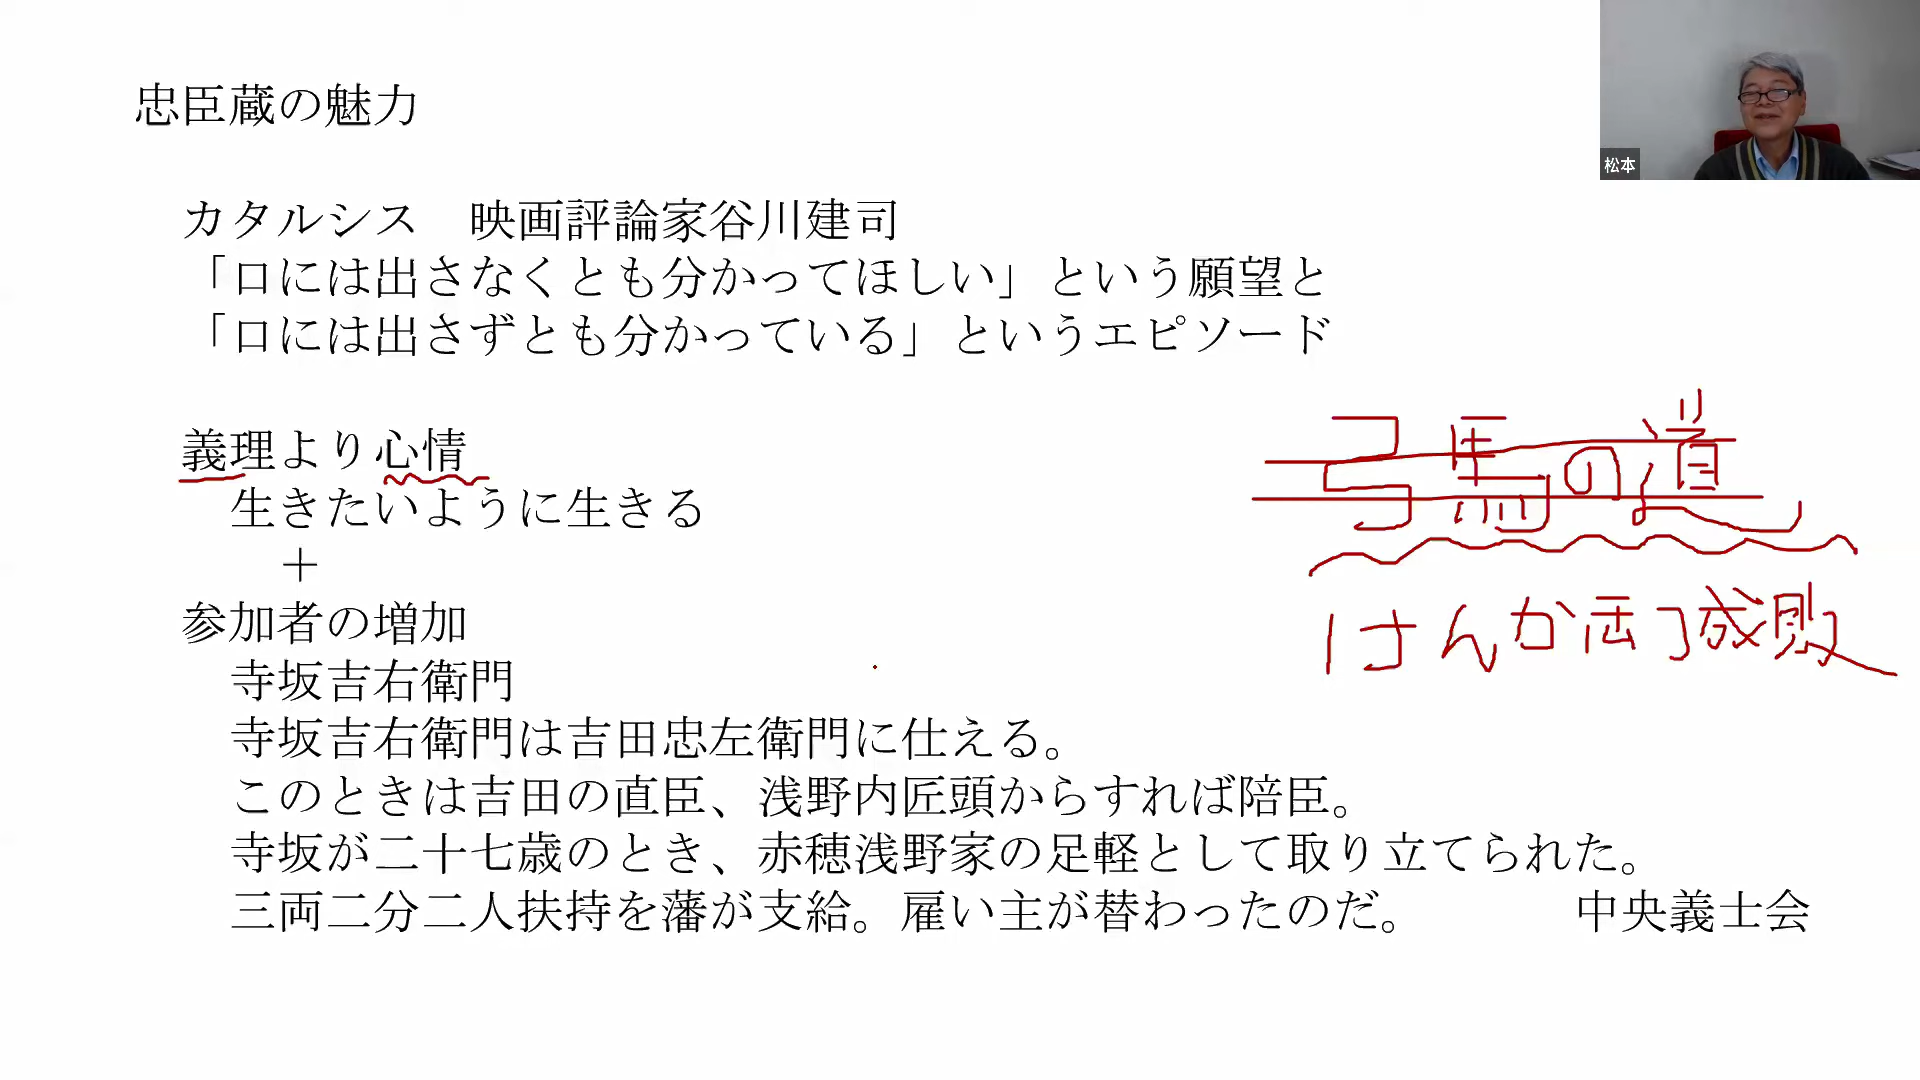 忠臣蔵の魅力
松本
カタルシス　映画評論家谷川建司
「口には出さなくとも分かってほしい」という願望と
「口には出さずとも分かっている」というエピソード
義理より心情
生きたいように生きる
＋
弓馬の道
けんか両成敗
参加者の増加
寺坂吉右衛門
寺坂吉右衛門は吉田忠左衛門に仕える。
このときは吉田の直臣、浅野内匠頭からすれば陪臣。
寺坂が二十七歳のとき、赤穂浅野家の足軽として取り立てられた。
三両二分二人扶持を藩が支給。雇い主が替わったのだ。　　　中央義士会